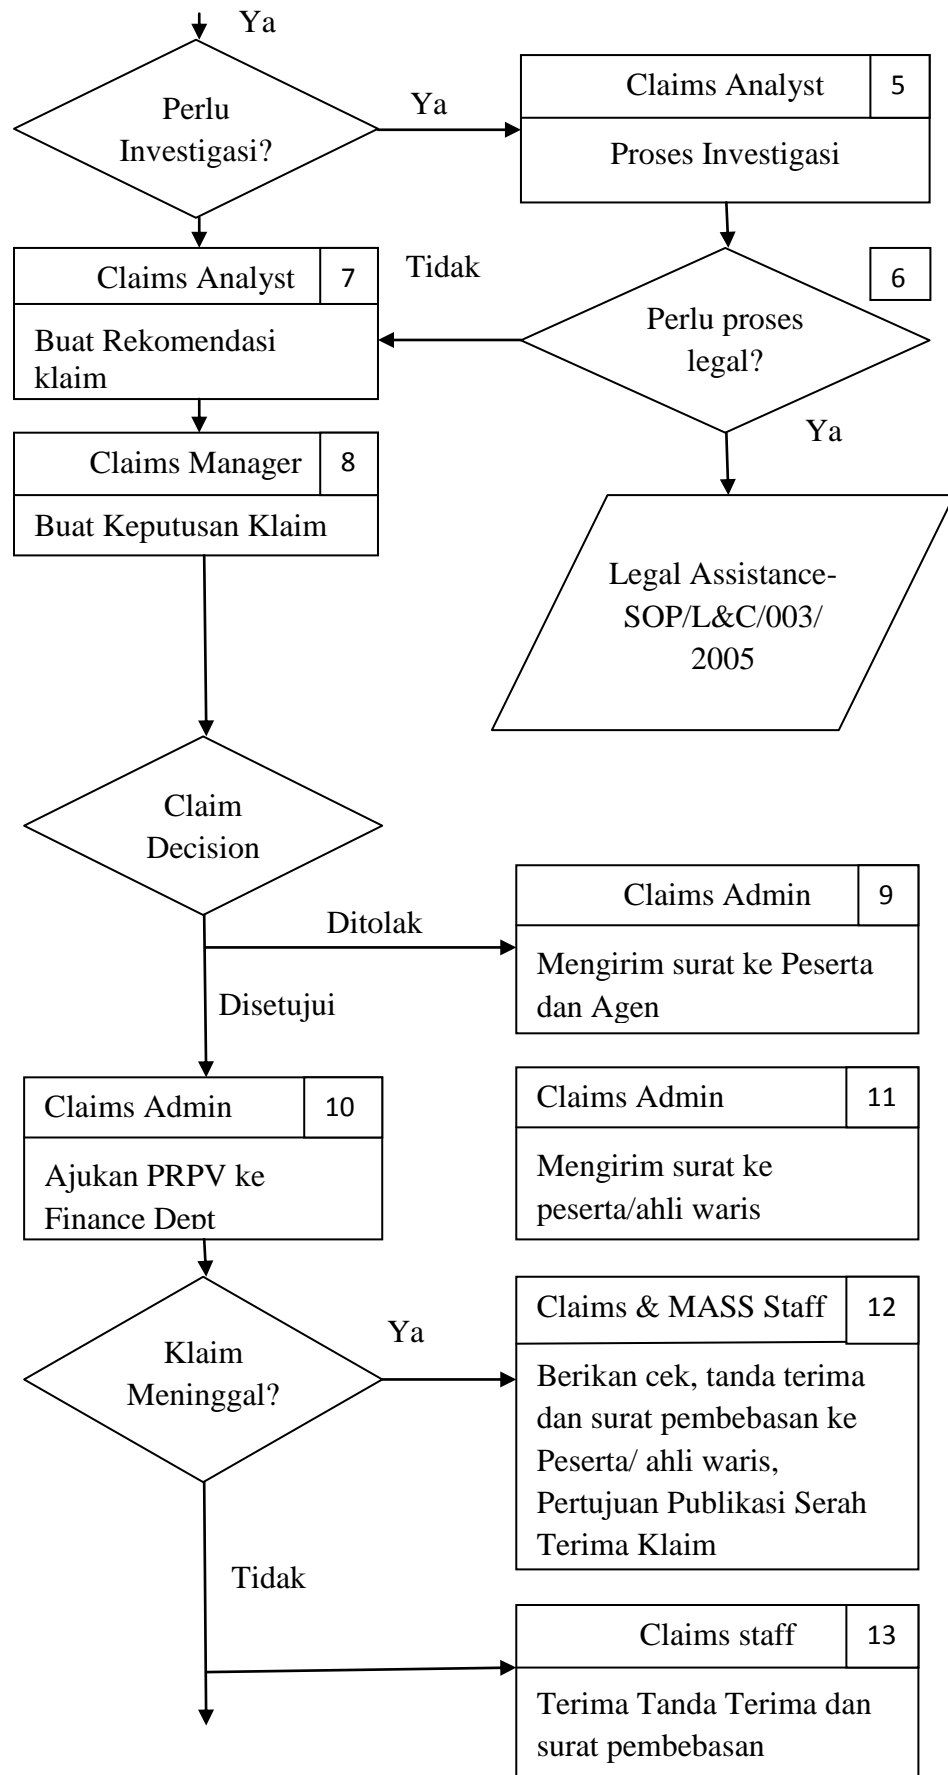 Ya
Perlu
Investigasi?
Ya
Claims Analyst
5
Proses Investigasi
Claims Analyst
7
Buat Rekomendasi
klaim
Tidak
6
Perlu proses
legal?
Ya
Claims Manager
8
Buat Keputusan Klaim
Legal Assistance-
SOP/L&C/003/
2005
Claim
Decision
Ditolak
Claims Admin
9
Mengirim surat ke Peserta
dan Agen
Disetujui
Claims Admin
10
Ajukan PRPV ke
Finance Dept
Claims Admin
11
Mengirim surat ke
peserta/ahli waris
Klaim
Meninggal?
Ya
Claims & MASS Staff
12
Berikan cek, tanda terima
dan surat pembebasan ke
Peserta/ ahli waris,
Pertujuan Publikasi Serah
Terima Klaim
Tidak
Claims staff
13
Terima Tanda Terima dan
surat pembebasan